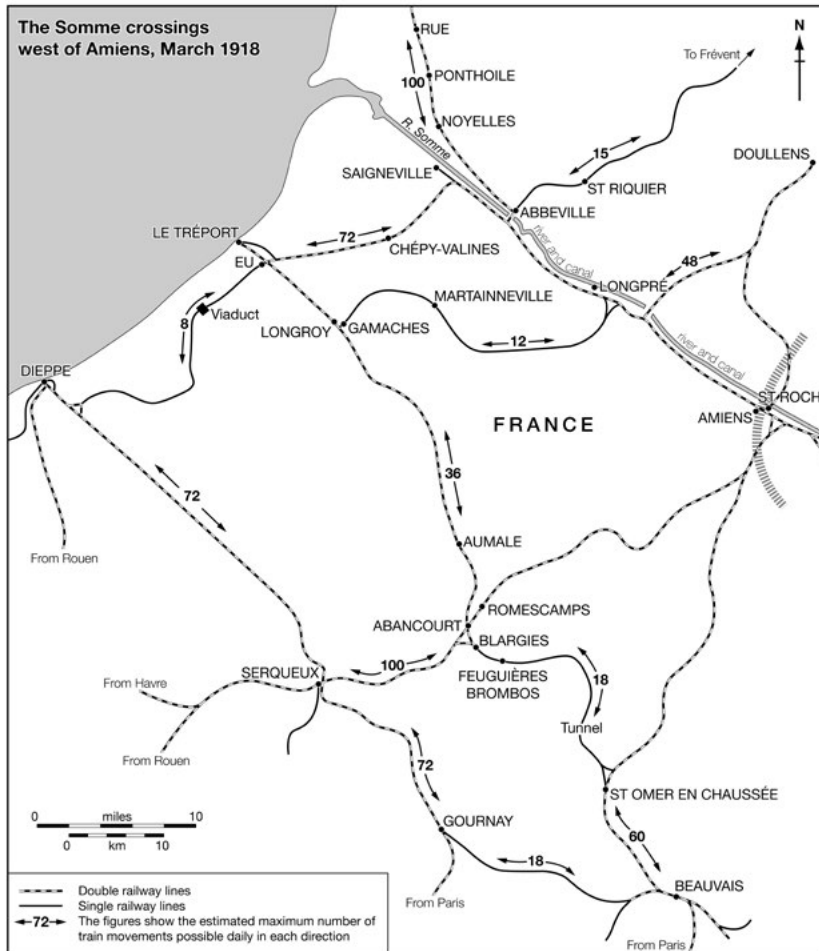 The Somme crossings
west of Amiens, March 1918
RUE
N
To Frévent
PONTHOILE
100
NOYELLES
R. Somme
15
DOULLENS
SAIGNEVILLE
ST RIQUIER
ABBEVILLE
LE TRÉPORT
72
CHÉPY-VALINES
river and canal
48
EU
LONGPRÉ
MARTAINNEVILLE
Viaduct
8
LONGROY
GAMACHES
12
river and canal
DIEPPE
ST ROCH
AMIENS
FRANCE
36
72
AUMALE
From Rouen
ROMESCAMPS
ABANCOURT
BLARGIES
100
SERQUEUX
FEUGUIÈRES
BROMBOS
18
From Havre
Tunnel
From Rouen
72
ST OMER EN CHAUSSÉE
0 miles 10
0 km 10
GOURNAY
60
18
BEAUVAIS
From Paris
From Paris
Double railway lines
Single railway lines
72 The figures show the estimated maximum number of
train movements possible daily in each direction